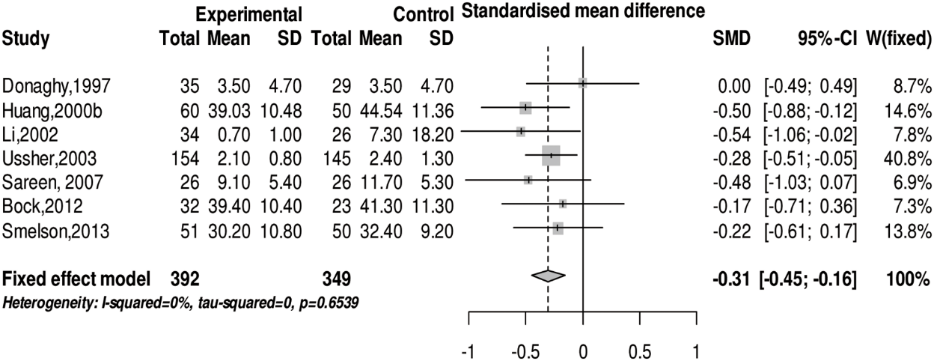 Experimental Control Standardised mean difference
Study Total Mean SD Total Mean SD SMD 95%-CI W(fixed)
Donaghy,1997 35 3.50 4.70 29 3.50 4.70 0.00 [-0.49; 0.49] 8.7%
Huang,2000b 60 39.03 10.48 50 44.54 11.36 -0.50 [-0.88; -0.12] 14.6%
Li,2002 34 0.70 1.00 26 7.30 18.20 -0.54 [-1.06; -0.02] 7.8%
Ussher,2003 154 2.10 0.80 145 2.40 1.30 -0.28 [-0.51; -0.05] 40.8%
Sareen, 2007 26 9.10 5.40 26 11.70 5.30 -0.48 [-1.03; 0.07] 6.9%
Bock,2012 32 39.40 10.40 23 41.30 11.30 -0.17 [-0.71; 0.36] 7.3%
Smelson,2013 51 30.20 10.80 50 32.40 9.20 -0.22 [-0.61; 0.17] 13.8%
Fixed effect model 392 349 -0.31 [-0.45; -0.16] 100%
Heterogeneity: I-squared=0%, tau-squared=0, p=0.6539
-1 -0.5 0 0.5 1